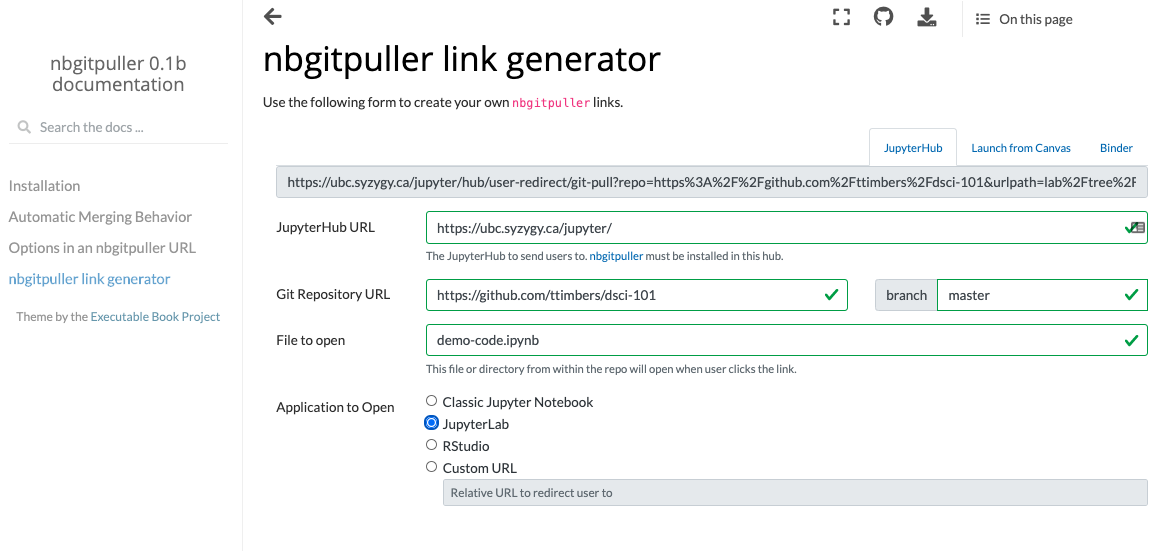 nbgitpuller 0.1b
documentation
Search the docs ...
Installation
Automatic Merging Behavior
Options in an nbgitpuller URL
nbgitpuller link generator
Theme by the Executable Book Project
On this page
nbgitpuller link generator
Use the following form to create your own nbgitpuller links.
JupyterHub Launch from Canvas Binder
https://ubc.syzygy.ca/jupyter/hub/user-redirect/git-pull?repo=https%3A%2F%2Fgithub.com%2Fttimbers%2Fdsci-101&urlpath=lab%2Ftree%2F
JupyterHub URL https://ubc.syzygy.ca/jupyter/
The JupyterHub to send users to. nbgitpuller must be installed in this hub.
Git Repository URL https://github.com/ttimbers/dsci-101 branch master
File to open demo-code.ipynb
This file or directory from within the repo will open when user clicks the link.
Application to Open Classic Jupyter Notebook
JupyterLab
RStudio
Custom URL
Relative URL to redirect user to